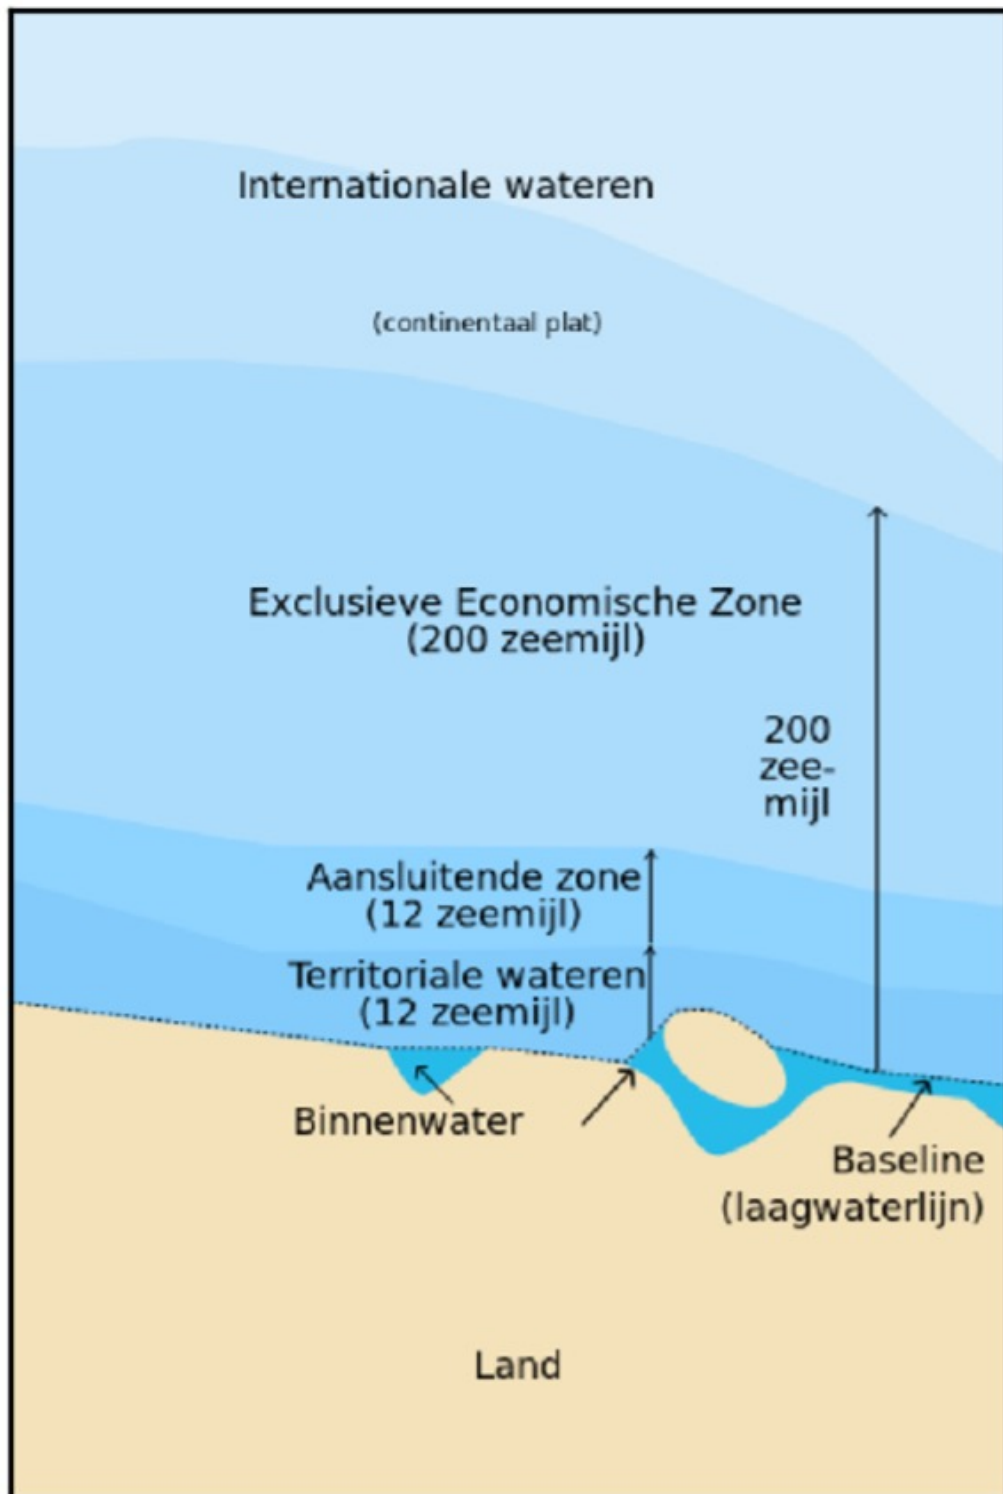 Internationale wateren
(continentaal plat)
Exclusieve Economische Zone
(200 zeemijl)
200
zee-
mijl
Aansluitende zone
(12 zeemijl)
Territoriale wateren
(12 zeemijl)
Binnenwater
Baseline
(laagwaterlijn)
Land